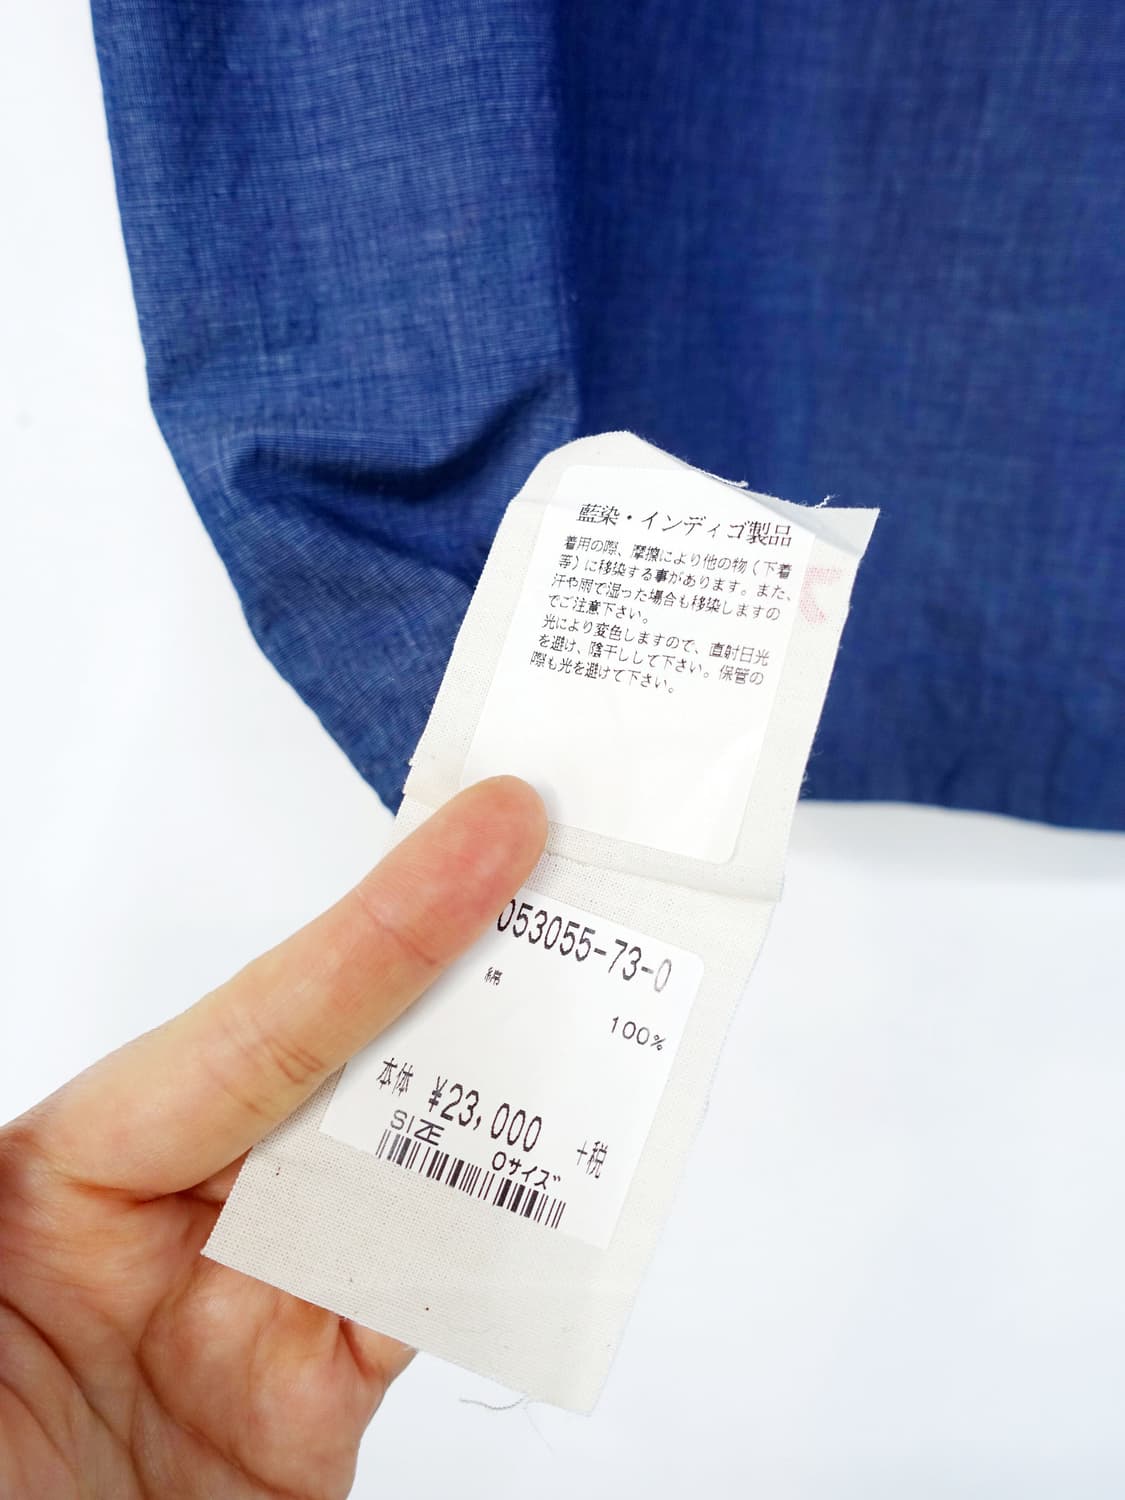 藍染・インディゴ製品
着用の際、摩擦により他の物（下着
等）に移染する事があります。また、
汗や雨で湿った場合も移染しますの
でご注意下さい。
光により変色しますので、直射日光
を避け、陰干しして下さい。保管の
際も光を避けて下さい。
053055-73-0
綿
100%
本体 ¥23,000 +税
SIZE
0サイズ